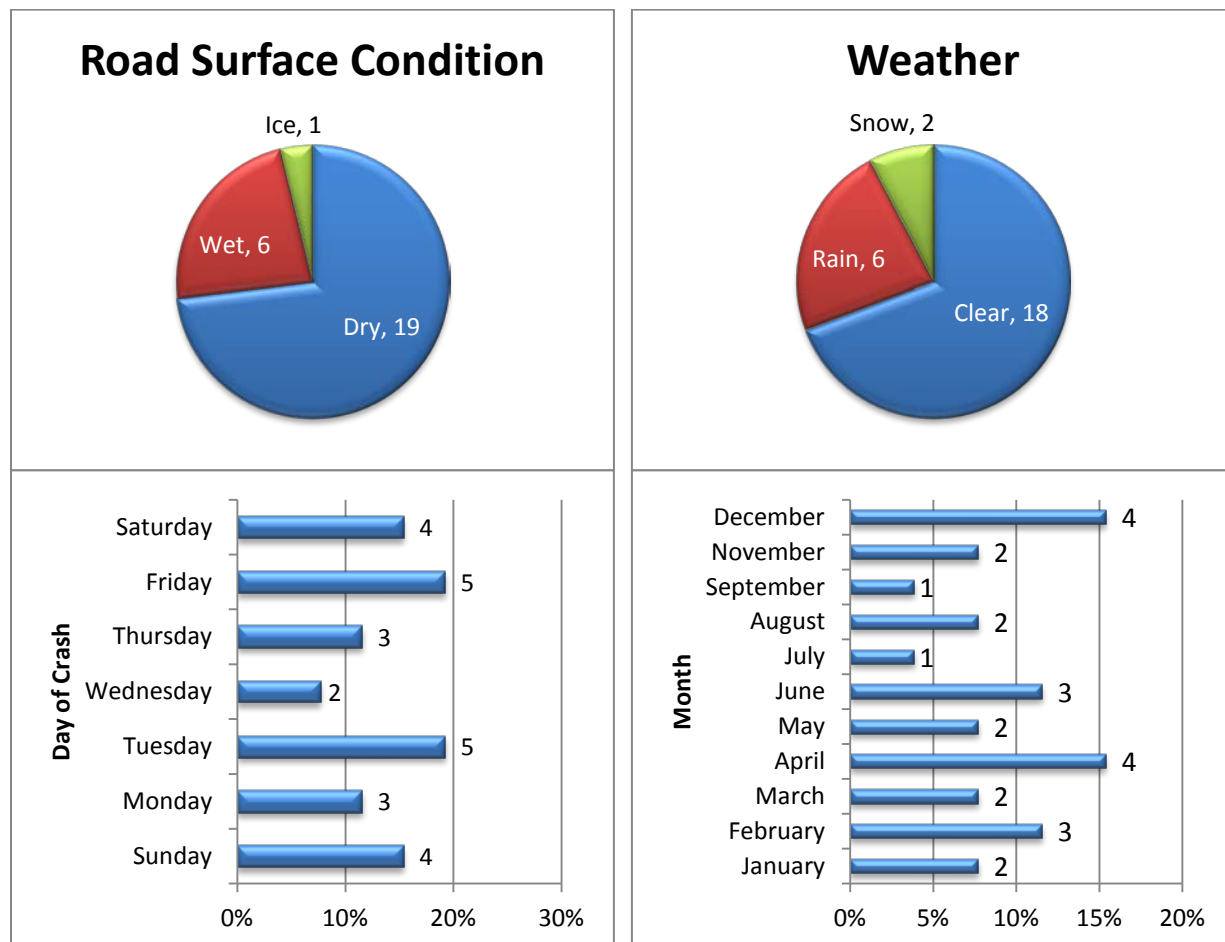 Road Surface Condition
Ice, 1
Wet, 6
Dry, 19
Weather
Snow, 2
Rain, 6
Clear, 18
Day of Crash
Saturday 4
Friday 5
Thursday 3
Wednesday 2
Tuesday 5
Monday 3
Sunday 4
0% 10% 20% 30%
Month
December 4
November 2
September 1
August 2
July 1
June 3
May 2
April 4
March 2
February 3
January 2
0% 5% 10% 15% 20%